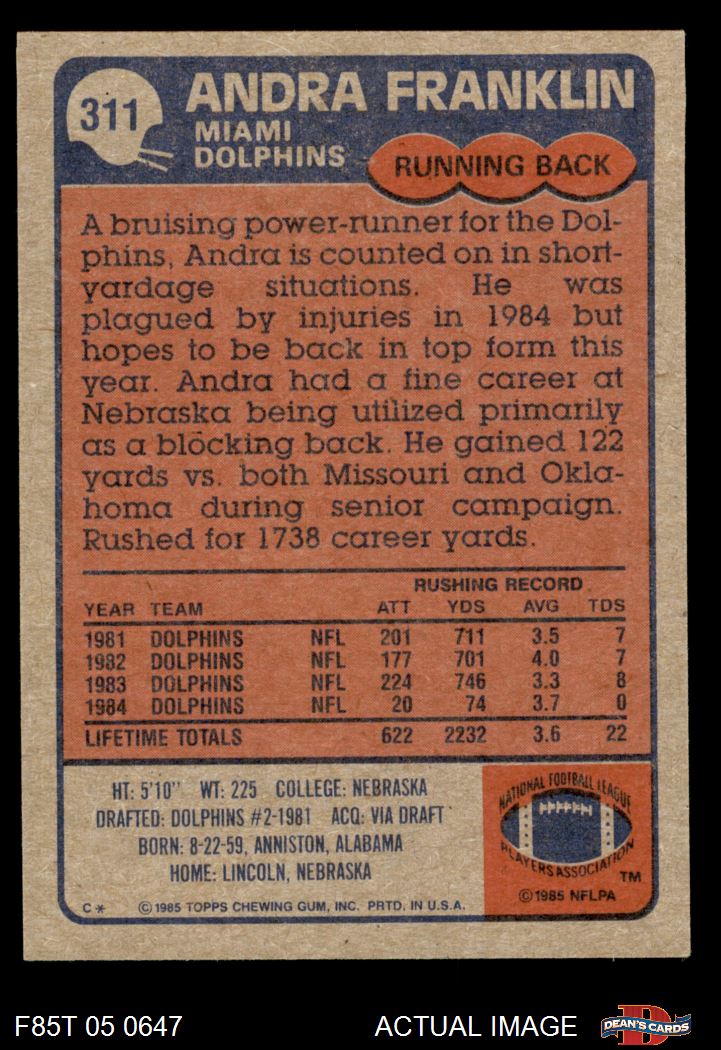 311
ANDRA FRANKLIN
MIAMI
DOLPHINS
RUNNING BACK
A bruising power-runner for the Dol-
phins, Andra is counted on in short-
yardage situations. He was
plagued by injuries in 1984 but
hopes to be back in top form this
year. Andra had a fine career at
Nebraska being utilized primarily
as a blocking back. He gained 122
yards vs. both Missouri and Okla-
homa during senior campaign.
Rushed for 1738 career yards.
RUSHING RECORD
YEAR TEAM ATT YDS AVG TDS
1981 DOLPHINS NFL 201 711 3.5 7
1982 DOLPHINS NFL 177 701 4.0 7
1983 DOLPHINS NFL 224 746 3.3 8
1984 DOLPHINS NFL 20 74 3.7 0
LIFETIME TOTALS 622 2232 3.6 22
HT: 5'10" WT: 225 COLLEGE: NEBRASKA
DRAFTED: DOLPHINS #2-1981 ACQ: VIA DRAFT
BORN: 8-22-59, ANNISTON, ALABAMA
HOME: LINCOLN, NEBRASKA
C* © 1985 TOPPS CHEWING GUM, INC. PRTD. IN U.S.A.
NATIONAL FOOTBALL LEAGUE
PLAYERS ASSOCIATION
TM
© 1985 NFLPA
F85T 05 0647
ACTUAL IMAGE
D
DEAN'S CARDS